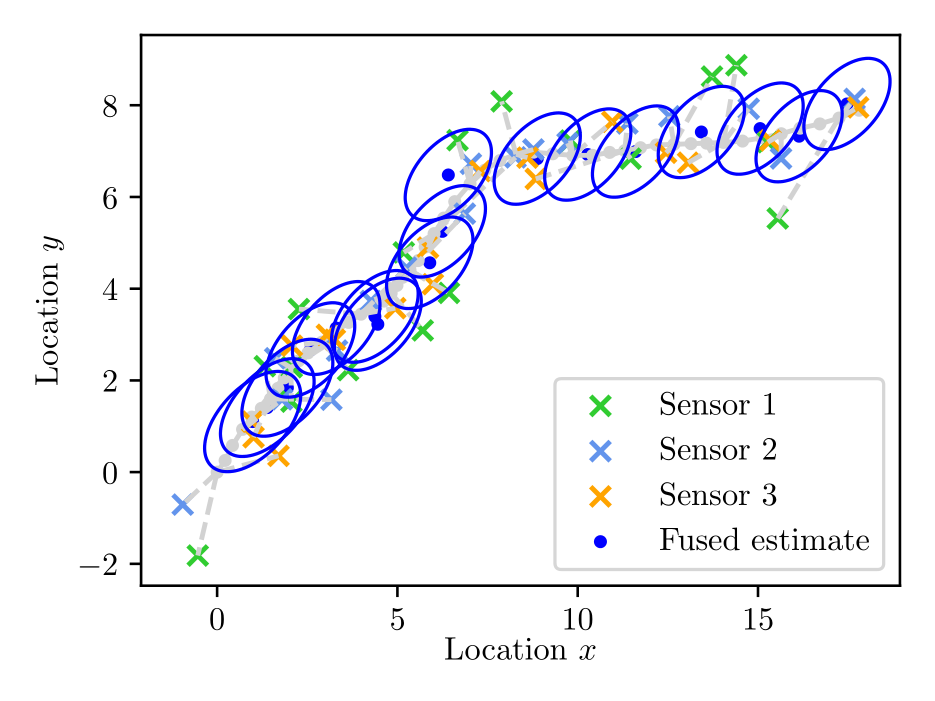 8
6
4
2
0
−2
Location y
0 5 10 15
Location x
Sensor 1
Sensor 2
Sensor 3
Fused estimate